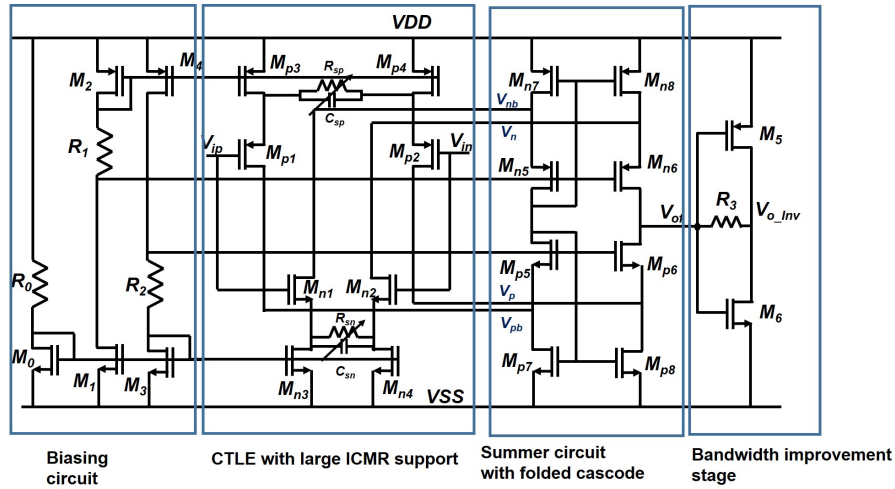 VDD
M2
M4
Mp3
Rsp
Mp4
Csp
Mn7
Mn8
Vnb
Vn
M5
R1
Vip
Mp1
Mp2
Vin
Mn5
Mn6
Vof
R3
Vo_Inv
R0
R2
Mn1
Mn2
Mp5
Mp6
Vp
Vpb
M6
M0
M1
M3
Rsn
Csn
Mn3
Mn4
Mp7
Mp8
VSS
Biasing
circuit
CTLE with large ICMR support
Summer circuit
with folded cascode
Bandwidth improvement
stage